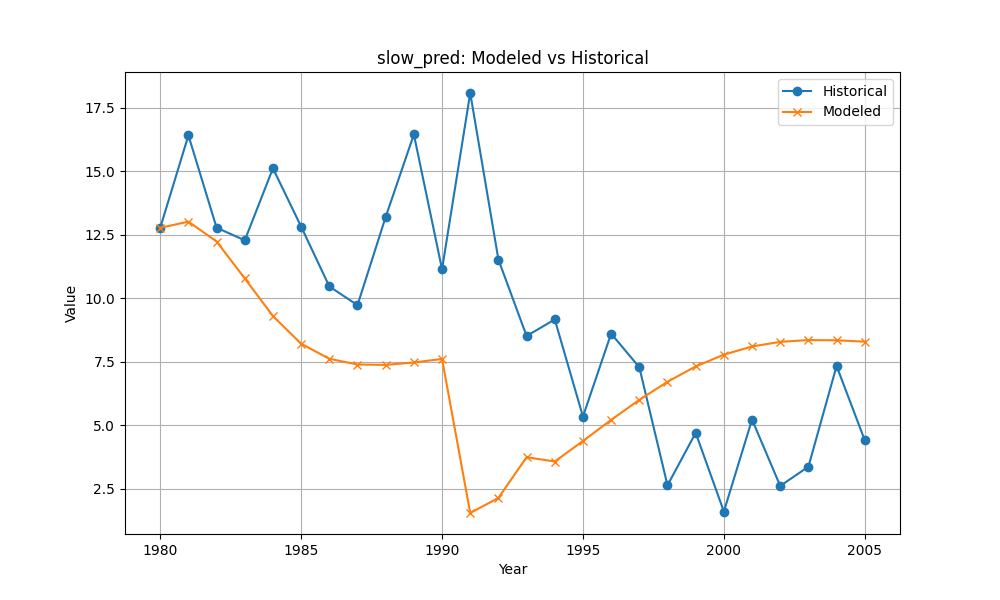 slow_pred: Modeled vs Historical
Historical
Modeled
Value
17.5
15.0
12.5
10.0
7.5
5.0
2.5
1980
1985
1990
1995
2000
2005
Year